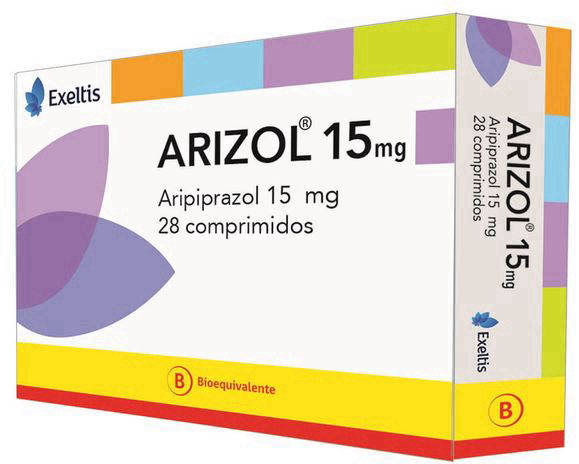 Exeltis
ARIZOL® 15mg
Aripiprazol 15 mg
28 comprimidos
B Bioequivalente
ARIZOL® 15mg
Aripiprazol 15 mg
28 comprimidos
Exeltis
B